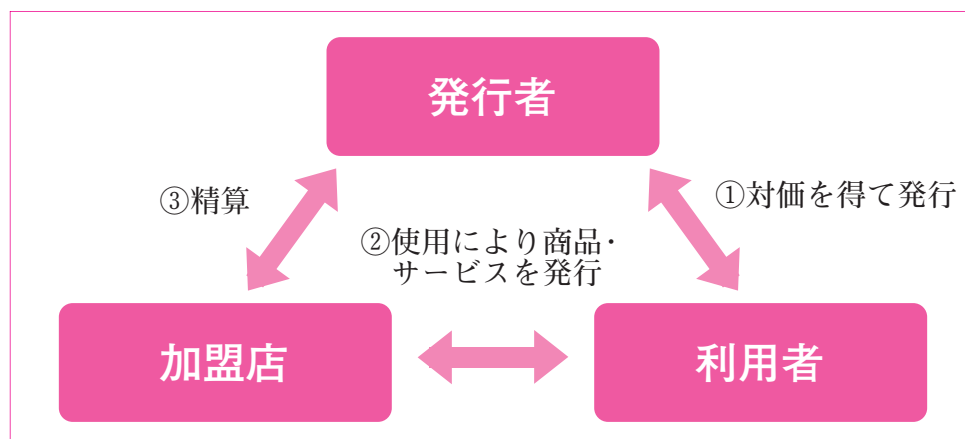 発行者
③精算
①対価を得て発行
②使用により商品・
サービスを発行
加盟店
利用者